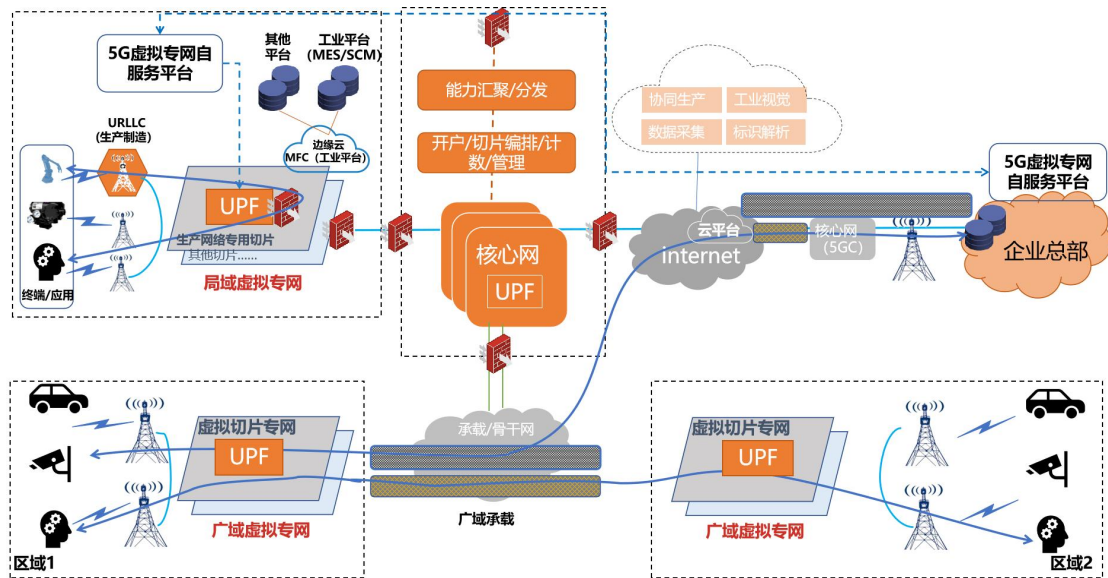 5G虚拟专网自
服务平台
其他
平台
工业平台
(MES/SCM)
URLLC
(生产制造)
边缘云
MFC（工业平台）
UPF
生产网络专用切片
其他切片……
局域虚拟专网
终端/应用
能力汇聚/分发
开户/切片编排/计
数/管理
核心网
UPF
协同生产
工业视觉
数据采集
标识解析
云平台
internet
核心网
(5GC)
5G虚拟专网
自服务平台
企业总部
虚拟切片专网
UPF
广域虚拟专网
区域1
承载/骨干网
广域承载
虚拟切片专网
UPF
广域虚拟专网
区域2